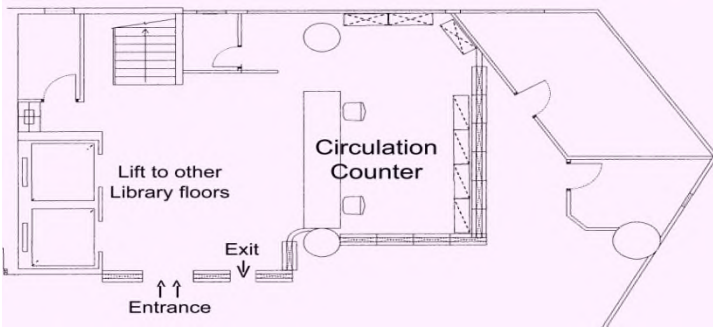 Circulation
Counter
Lift to other
Library floors
Exit
Entrance